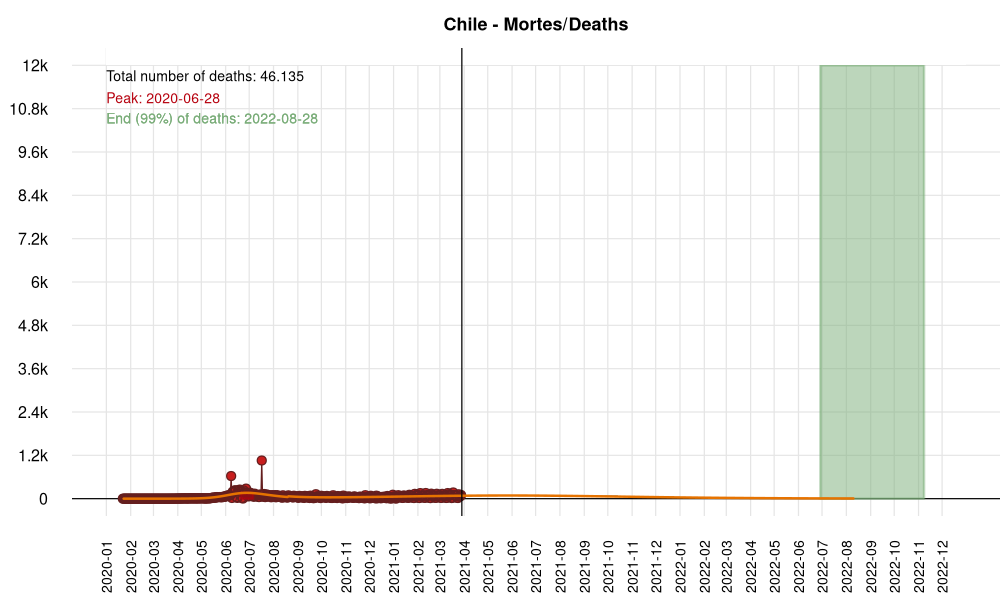 Chile - Mortes/Deaths
Total number of deaths: 46.135
Peak: 2020-06-28
End (99%) of deaths: 2022-08-28
12k
10.8k
9.6k
8.4k
7.2k
6k
4.8k
3.6k
2.4k
1.2k
0
2020-01
2020-02
2020-03
2020-04
2020-05
2020-06
2020-07
2020-08
2020-09
2020-10
2020-11
2020-12
2021-01
2021-02
2021-03
2021-04
2021-05
2021-06
2021-07
2021-08
2021-09
2021-10
2021-11
2021-12
2022-01
2022-02
2022-03
2022-04
2022-05
2022-06
2022-07
2022-08
2022-09
2022-10
2022-11
2022-12